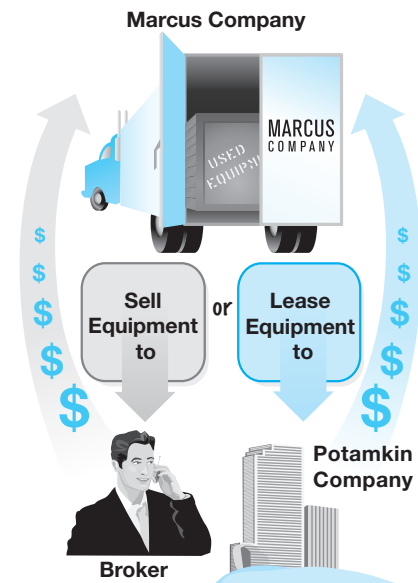 Marcus Company
USED
EQUIPM
MARCUS
COMPANY
Sell
Equipment
to
or
Lease
Equipment
to
$
$
$
$
$
$
$
$
$
$
Potamkin
Company
Broker